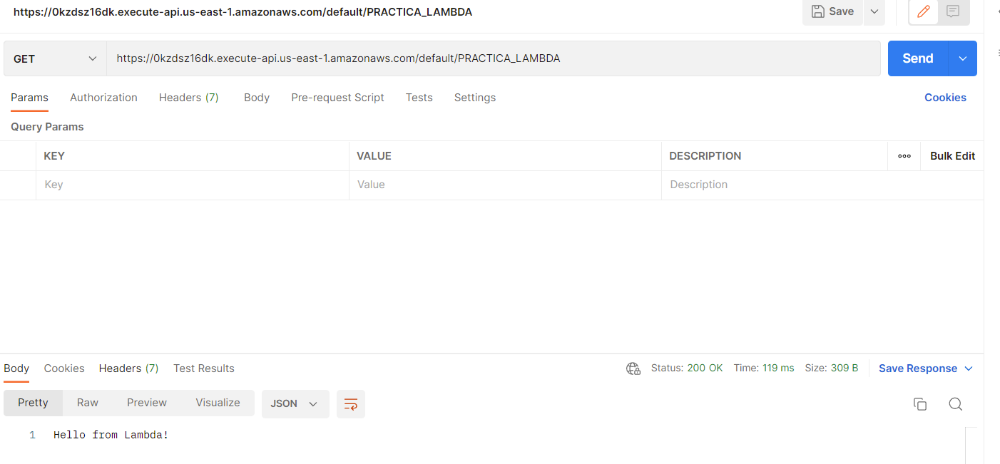 https://0kzdsz16dk.execute-api.us-east-1.amazonaws.com/default/PRACTICA_LAMBDA
Save
GET
https://0kzdsz16dk.execute-api.us-east-1.amazonaws.com/default/PRACTICA_LAMBDA
Send
Params Authorization Headers (7) Body Pre-request Script Tests Settings Cookies
Query Params
KEY VALUE DESCRIPTION Bulk Edit
Key Value Description
Body Cookies Headers (7) Test Results Status: 200 OK Time: 119 ms Size: 309 B Save Response
Pretty Raw Preview Visualize JSON
1 Hello from Lambda!